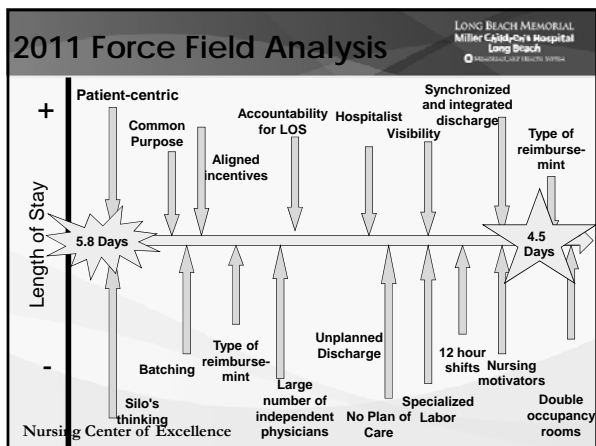 2011 Force Field Analysis
LONG BEACH MEMORIAL
Miller Children's Hospital
Long Beach
MEMORIALCARE HEALTH SYSTEM
+
Length of Stay
-
Patient-centric
Common
Purpose
Aligned
incentives
Accountability
for LOS
Hospitalist
Visibility
Synchronized
and integrated
discharge
Type of
reimburse-
mint
5.8 Days
4.5
Days
Silo's
thinking
Batching
Type of
reimburse-
mint
Large
number of
independent
physicians
Unplanned
Discharge
No Plan of
Care
Specialized
Labor
12 hour
shifts
Nursing
motivators
Double
occupancy
rooms
Nursing Center of Excellence